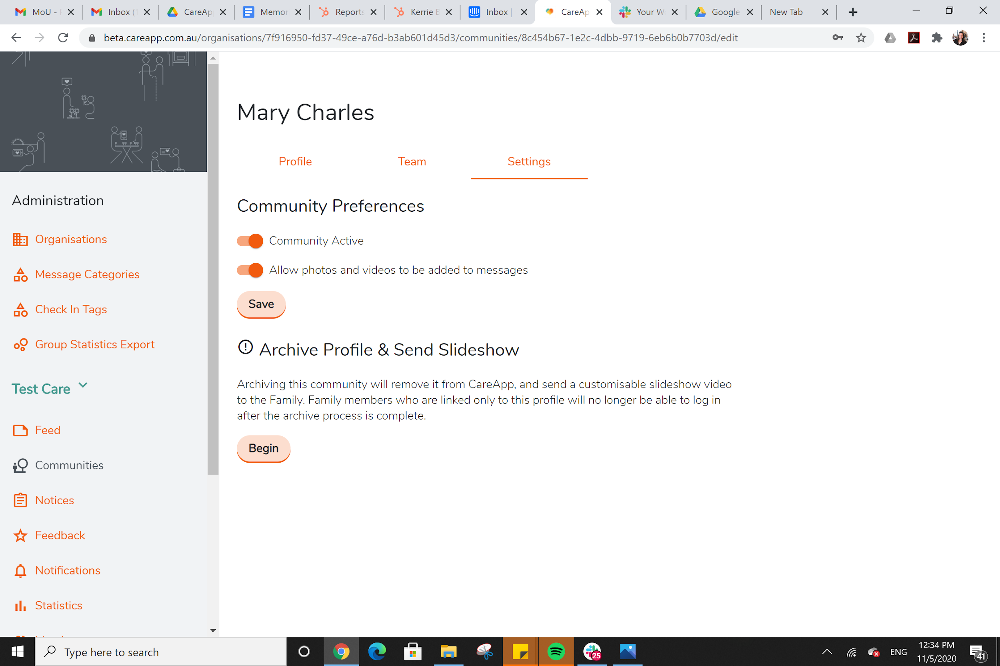 MoU -
Inbox (
CareAp
Memor
Reports
Kerrie
Inbox |
CareAp
Your W
Google
New Tab
beta.careapp.com.au/organisations/7f916950-fd37-49ce-a76d-b3ab601d45d3/communities/8c454b67-1e2c-4dbb-9719-6eb6b0b7703d/edit
Administration
Organisations
Message Categories
Check In Tags
Group Statistics Export
Test Care
Feed
Communities
Notices
Feedback
Notifications
Statistics
Mary Charles
Profile Team Settings
Community Preferences
Community Active
Allow photos and videos to be added to messages
Save
Archive Profile & Send Slideshow
Archiving this community will remove it from CareApp, and send a customisable slideshow video
to the Family. Family members who are linked only to this profile will no longer be able to log in
after the archive process is complete.
Begin
Type here to search
25
ENG
12:34 PM
11/5/2020
41